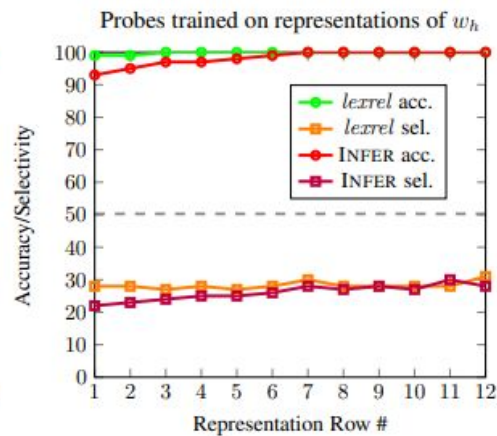 Probes trained on representations of w_h
Accuracy/Selectivity
100
90
80
70
60
50
40
30
20
10
0
lexrel acc.
lexrel sel.
INFER acc.
INFER sel.
1 2 3 4 5 6 7 8 9 10 11 12
Representation Row #